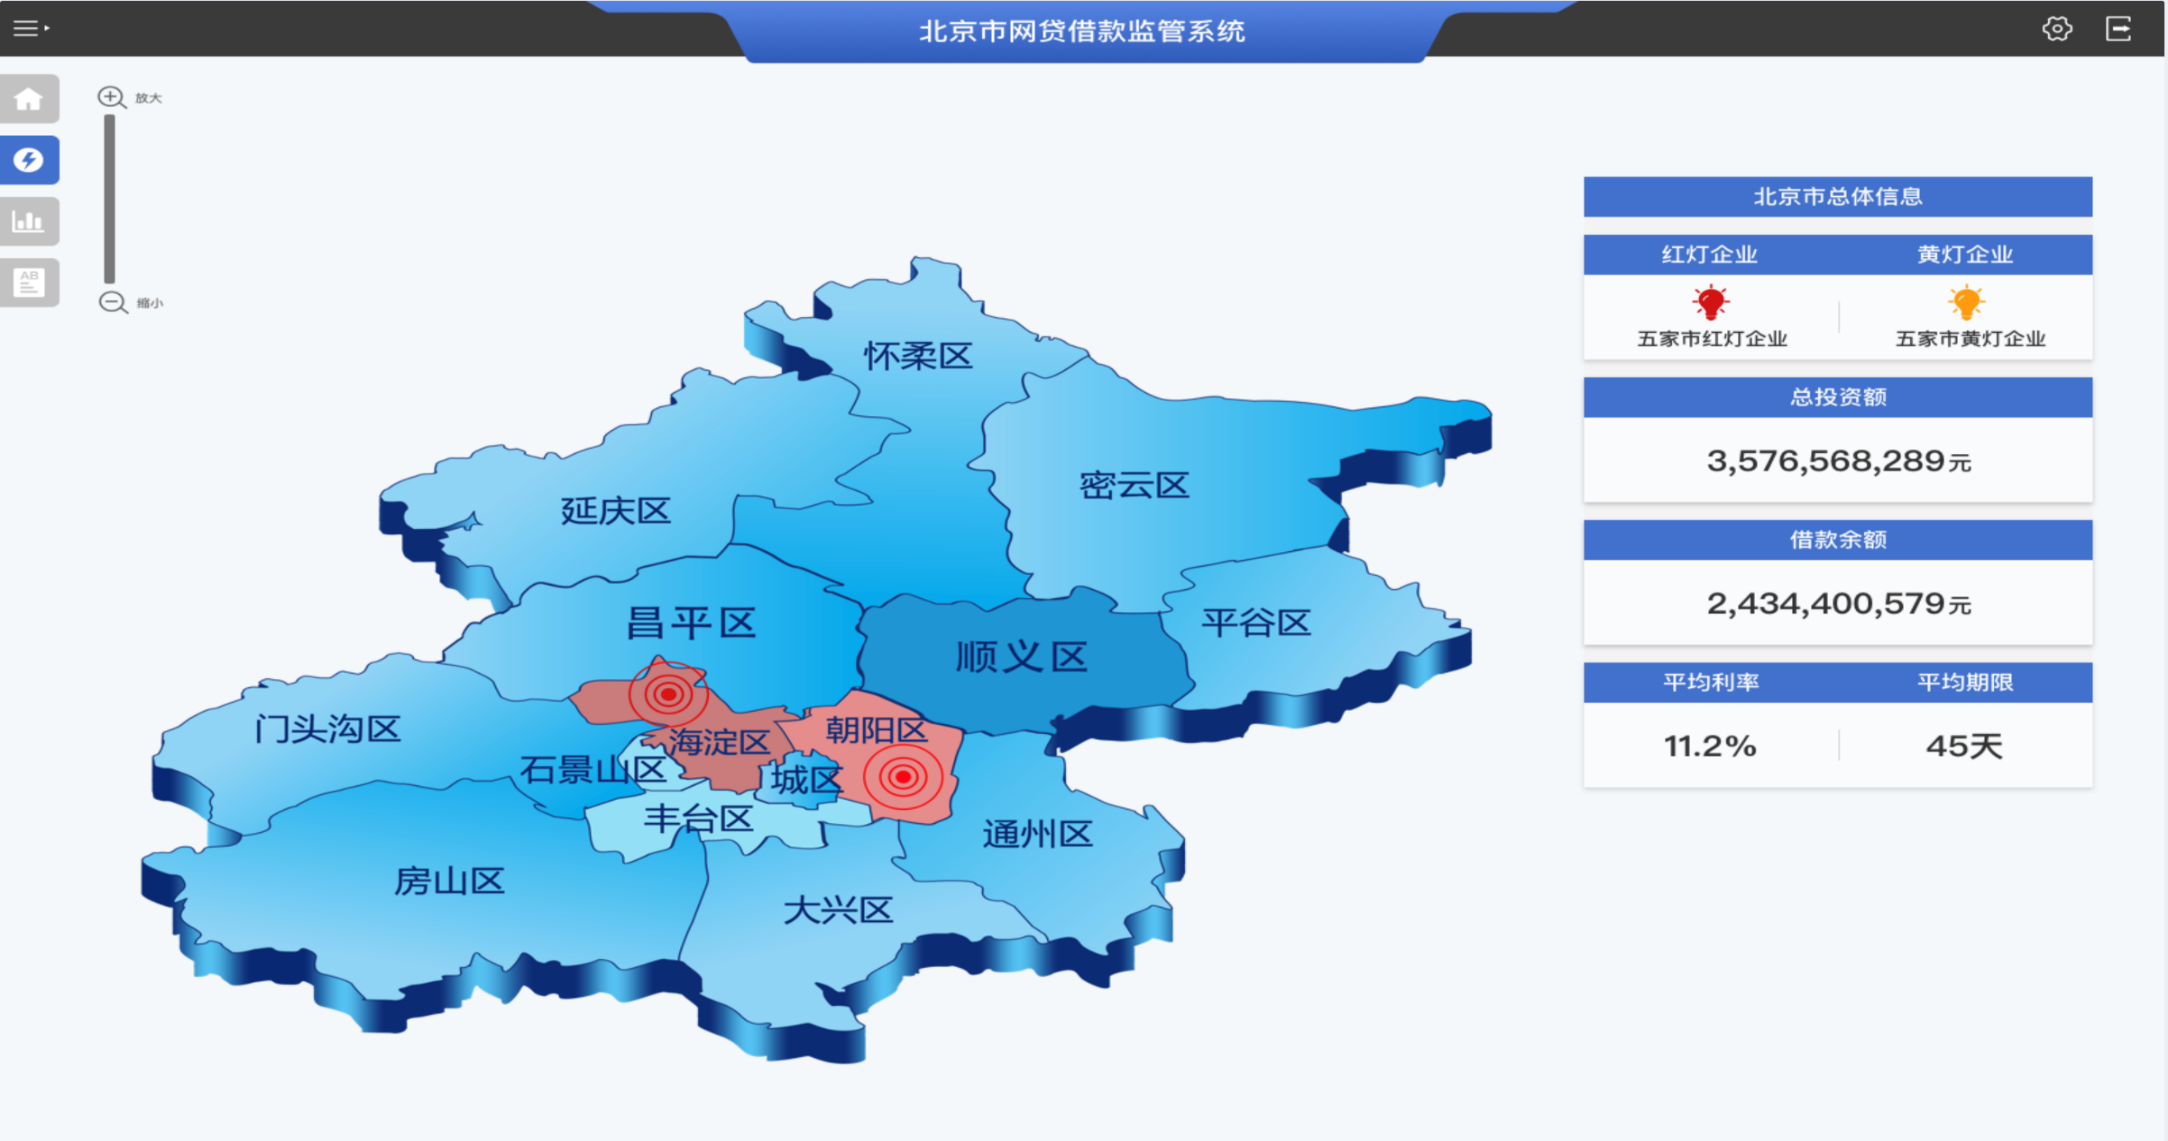 北京市网贷借款监管系统
放大
缩小
AB
怀柔区
密云区
延庆区
昌平区
顺义区
平谷区
门头沟区
海淀区
朝阳区
石景山区
城区
丰台区
通州区
房山区
大兴区
北京市总体信息
红灯企业 黄灯企业
五家市红灯企业 五家市黄灯企业
总投资额
3,576,568,289元
借款余额
2,434,400,579元
平均利率 平均期限
11.2% 45天